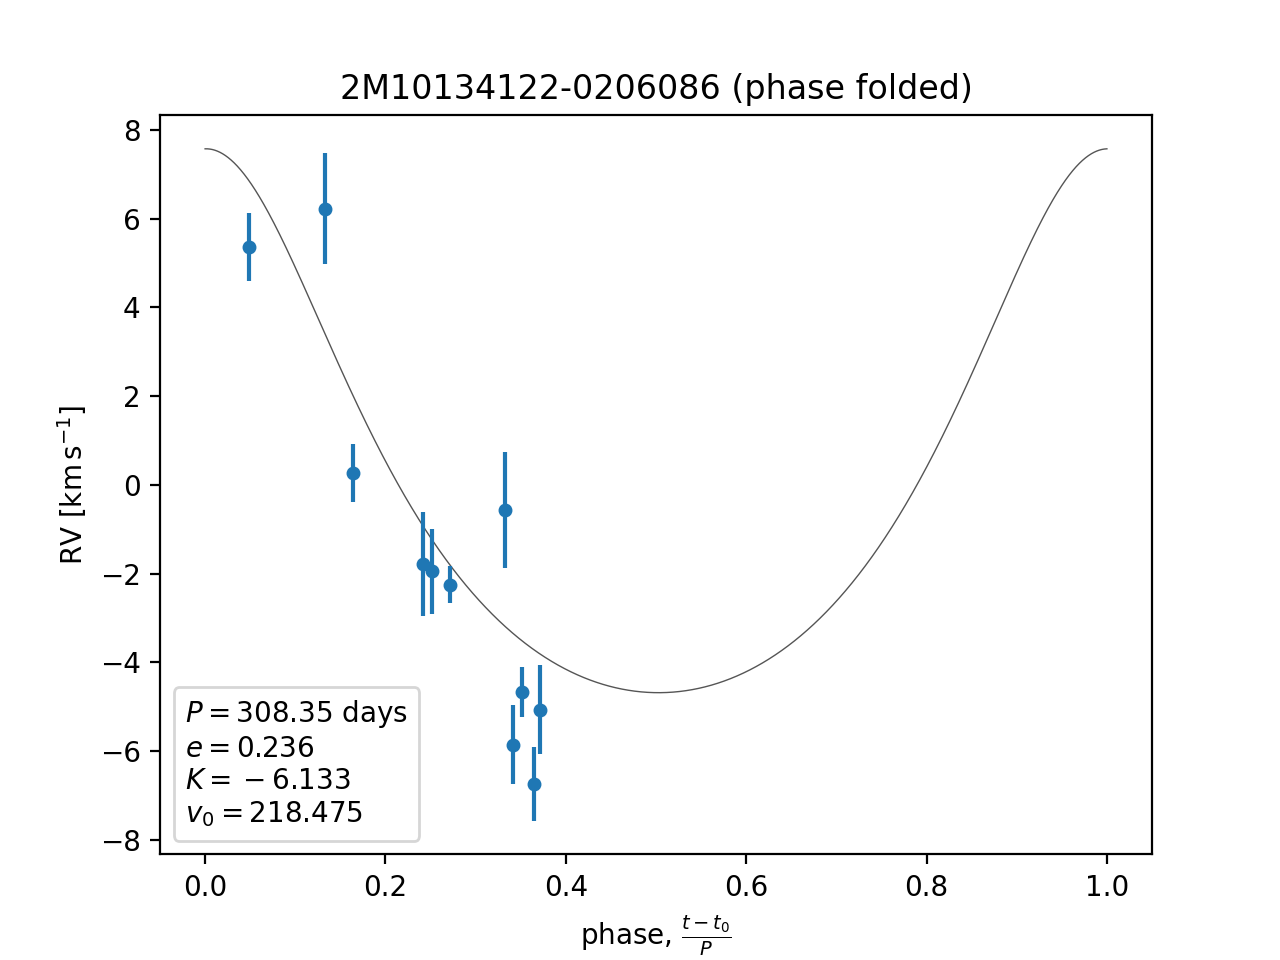 2M10134122-0206086 (phase folded)
8
6
4
2
0
−2
−4
−6
−8
RV [km s⁻¹]
P = 308.35 days
e = 0.236
K = −6.133
v₀ = 218.475
0.0 0.2 0.4 0.6 0.8 1.0
phase, (t − t₀)/P